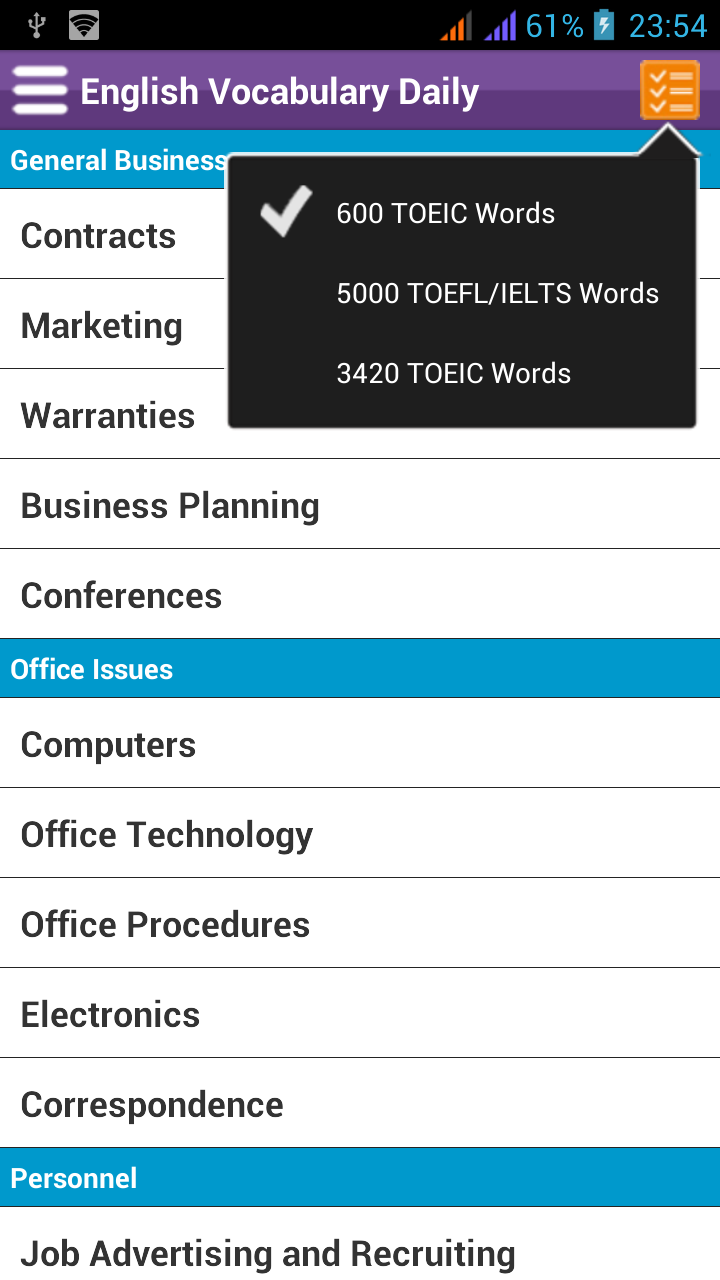 61% 23:54
English Vocabulary Daily
General Business
600 TOEIC Words
5000 TOEFL/IELTS Words
3420 TOEIC Words
Contracts
Marketing
Warranties
Business Planning
Conferences
Office Issues
Computers
Office Technology
Office Procedures
Electronics
Correspondence
Personnel
Job Advertising and Recruiting